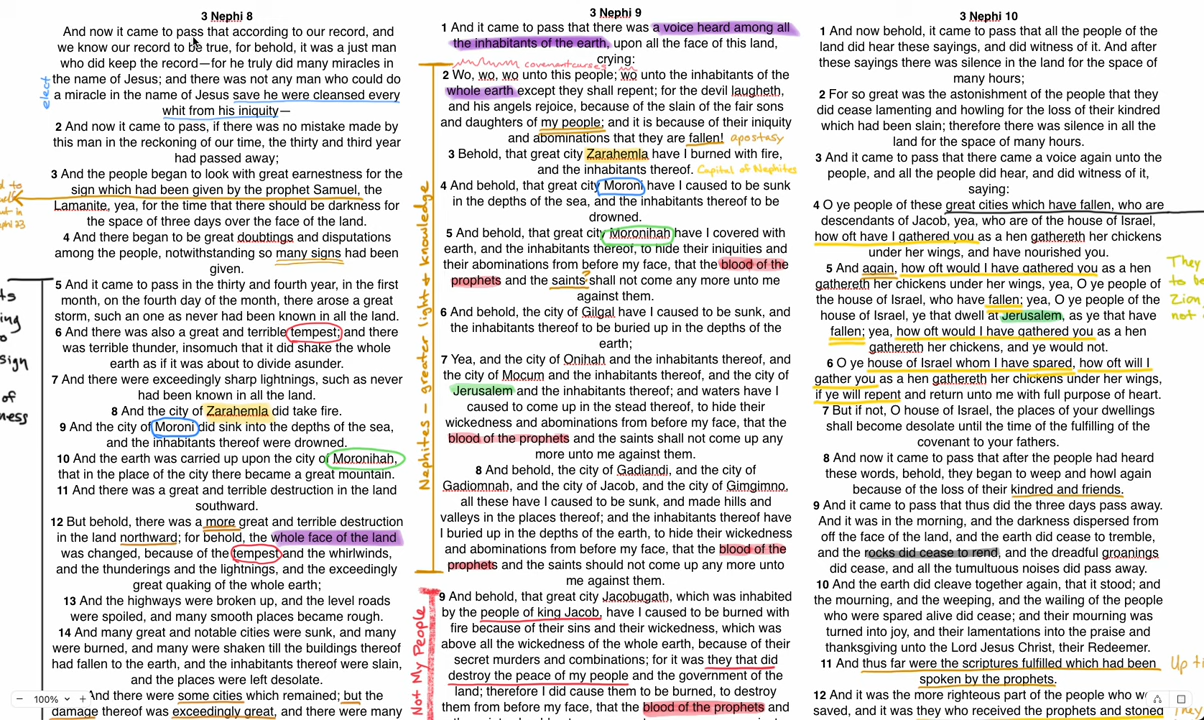 3 Nephi 8
And now it came to pass that according to our record, and
we know our record to be true, for behold, it was a just man
who did keep the record—for he truly did many miracles in
the name of Jesus; and there was not any man who could do
a miracle in the name of Jesus save he were cleansed every
whit from his iniquity—
elect
2 And now it came to pass, if there was no mistake made by
this man in the reckoning of our time, the thirty and third year
had passed away;
3 And the people began to look with great earnestness for the
sign which had been given by the prophet Samuel, the
Lamanite, yea, for the time that there should be darkness for
the space of three days over the face of the land.
4 And there began to be great doubtings and disputations
among the people, notwithstanding so many signs had been
given.
5 And it came to pass in the thirty and fourth year, in the first
month, on the fourth day of the month, there arose a great
storm, such an one as never had been known in all the land.
6 And there was also a great and terrible tempest; and there
was terrible thunder, insomuch that it did shake the whole
earth as if it was about to divide asunder.
7 And there were exceedingly sharp lightnings, such as never
had been known in all the land.
8 And the city of Zarahemla did take fire.
9 And the city of Moroni did sink into the depths of the sea,
and the inhabitants thereof were drowned.
10 And the earth was carried up upon the city of Moronihah,
that in the place of the city there became a great mountain.
11 And there was a great and terrible destruction in the land
southward.
12 But behold, there was a more great and terrible destruction
in the land northward; for behold, the whole face of the land
was changed, because of the tempest and the whirlwinds,
and the thunderings and the lightnings, and the exceedingly
great quaking of the whole earth;
13 And the highways were broken up, and the level roads
were spoiled, and many smooth places became rough.
14 And many great and notable cities were sunk, and many
were burned, and many were shaken till the buildings thereof
had fallen to the earth, and the inhabitants thereof were slain,
and the places were left desolate.
And there were some cities which remained; but the
damage thereof was exceedingly great, and there were many
100%
sign
of
3 Nephi 9
1 And it came to pass that there was a voice heard among all
the inhabitants of the earth, upon all the face of this land,
crying:
covenant curses
2 Wo, wo, wo unto this people; wo unto the inhabitants of the
whole earth except they shall repent; for the devil laugheth,
and his angels rejoice, because of the slain of the fair sons
and daughters of my people; and it is because of their iniquity
and abominations that they are fallen! apostasy
3 Behold, that great city Zarahemla have I burned with fire,
and the inhabitants thereof. Capital of Nephites
4 And behold, that great city Moroni have I caused to be sunk
in the depths of the sea, and the inhabitants thereof to be
drowned.
5 And behold, that great city Moronihah have I covered with
earth, and the inhabitants thereof, to hide their iniquities and
their abominations from before my face, that the blood of the
prophets and the saints ? shall not come any more unto me
against them.
6 And behold, the city of Gilgal have I caused to be sunk, and
the inhabitants thereof to be buried up in the depths of the
earth;
7 Yea, and the city of Onihah and the inhabitants thereof, and
the city of Mocum and the inhabitants thereof, and the city of
Jerusalem and the inhabitants thereof; and waters have I
caused to come up in the stead thereof, to hide their
wickedness and abominations from before my face, that the
blood of the prophets and the saints shall not come up any
more unto me against them.
8 And behold, the city of Gadiandi, and the city of
Gadiomnah, and the city of Jacob, and the city of Gimgimno,
all these have I caused to be sunk, and made hills and
valleys in the places thereof; and the inhabitants thereof have
I buried up in the depths of the earth, to hide their wickedness
and abominations from before my face, that the blood of the
prophets and the saints should not come up any more unto
me against them.
Nephites – greater light & knowledge
9 And behold, that great city Jacobugath, which was inhabited
by the people of king Jacob, have I caused to be burned with
fire because of their sins and their wickedness, which was
above all the wickedness of the whole earth, because of their
secret murders and combinations; for it was they that did
destroy the peace of my people and the government of the
land; therefore I did cause them to be burned, to destroy
them from before my face, that the blood of the prophets and
Not My People
3 Nephi 10
1 And now behold, it came to pass that all the people of the
land did hear these sayings, and did witness of it. And after
these sayings there was silence in the land for the space of
many hours;
2 For so great was the astonishment of the people that they
did cease lamenting and howling for the loss of their kindred
which had been slain; therefore there was silence in all the
land for the space of many hours.
3 And it came to pass that there came a voice again unto the
people, and all the people did hear, and did witness of it,
saying:
4 O ye people of these great cities which have fallen, who are
descendants of Jacob, yea, who are of the house of Israel,
how oft have I gathered you as a hen gathereth her chickens
under her wings, and have nourished you.
5 And again, how oft would I have gathered you as a hen
gathereth her chickens under her wings, yea, O ye people of
the house of Israel, who have fallen; yea, O ye people of the
house of Israel, ye that dwell at Jerusalem, as ye that have
fallen; yea, how oft would I have gathered you as a hen
gathereth her chickens, and ye would not.
They
to be
Zion,
not
6 O ye house of Israel whom I have spared, how oft will I
gather you as a hen gathereth her chickens under her wings,
if ye will repent and return unto me with full purpose of heart.
7 But if not, O house of Israel, the places of your dwellings
shall become desolate until the time of the fulfilling of the
covenant to your fathers.
8 And now it came to pass that after the people had heard
these words, behold, they began to weep and howl again
because of the loss of their kindred and friends.
9 And it came to pass that thus did the three days pass away.
And it was in the morning, and the darkness dispersed from
off the face of the land, and the earth did cease to tremble,
and the rocks did cease to rend, and the dreadful groanings
did cease, and all the tumultuous noises did pass away.
10 And the earth did cleave together again, that it stood; and
the mourning, and the weeping, and the wailing of the people
who were spared alive did cease; and their mourning was
turned into joy, and their lamentations into the praise and
thanksgiving unto the Lord Jesus Christ, their Redeemer.
11 And thus far were the scriptures fulfilled which had been
spoken by the prophets.
12 And it was the more righteous part of the people who w
saved, and it was they who received the prophets and stoned
They